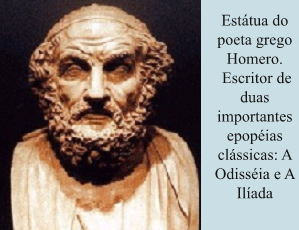 Estátua do
poeta grego
Homero.
Escritor de
duas
importantes
epopéias
clássicas: A
Odisséia e A
Ilíada